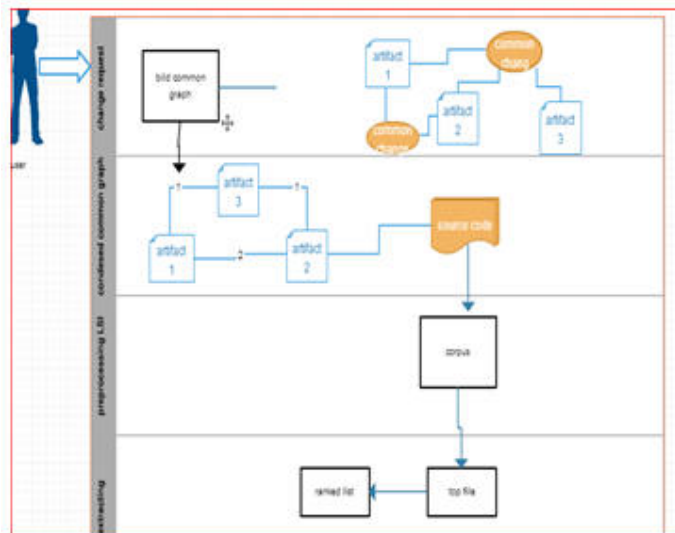 user
change request
bild common
graph
artifact
1
common
chang
artifact
2
common
change
artifact
3
condesed common graph
artifact
3
1
1
artifact
1
2
artifact
2
source code
preprocessing LSI
corpus
extracting
ranked list
top file